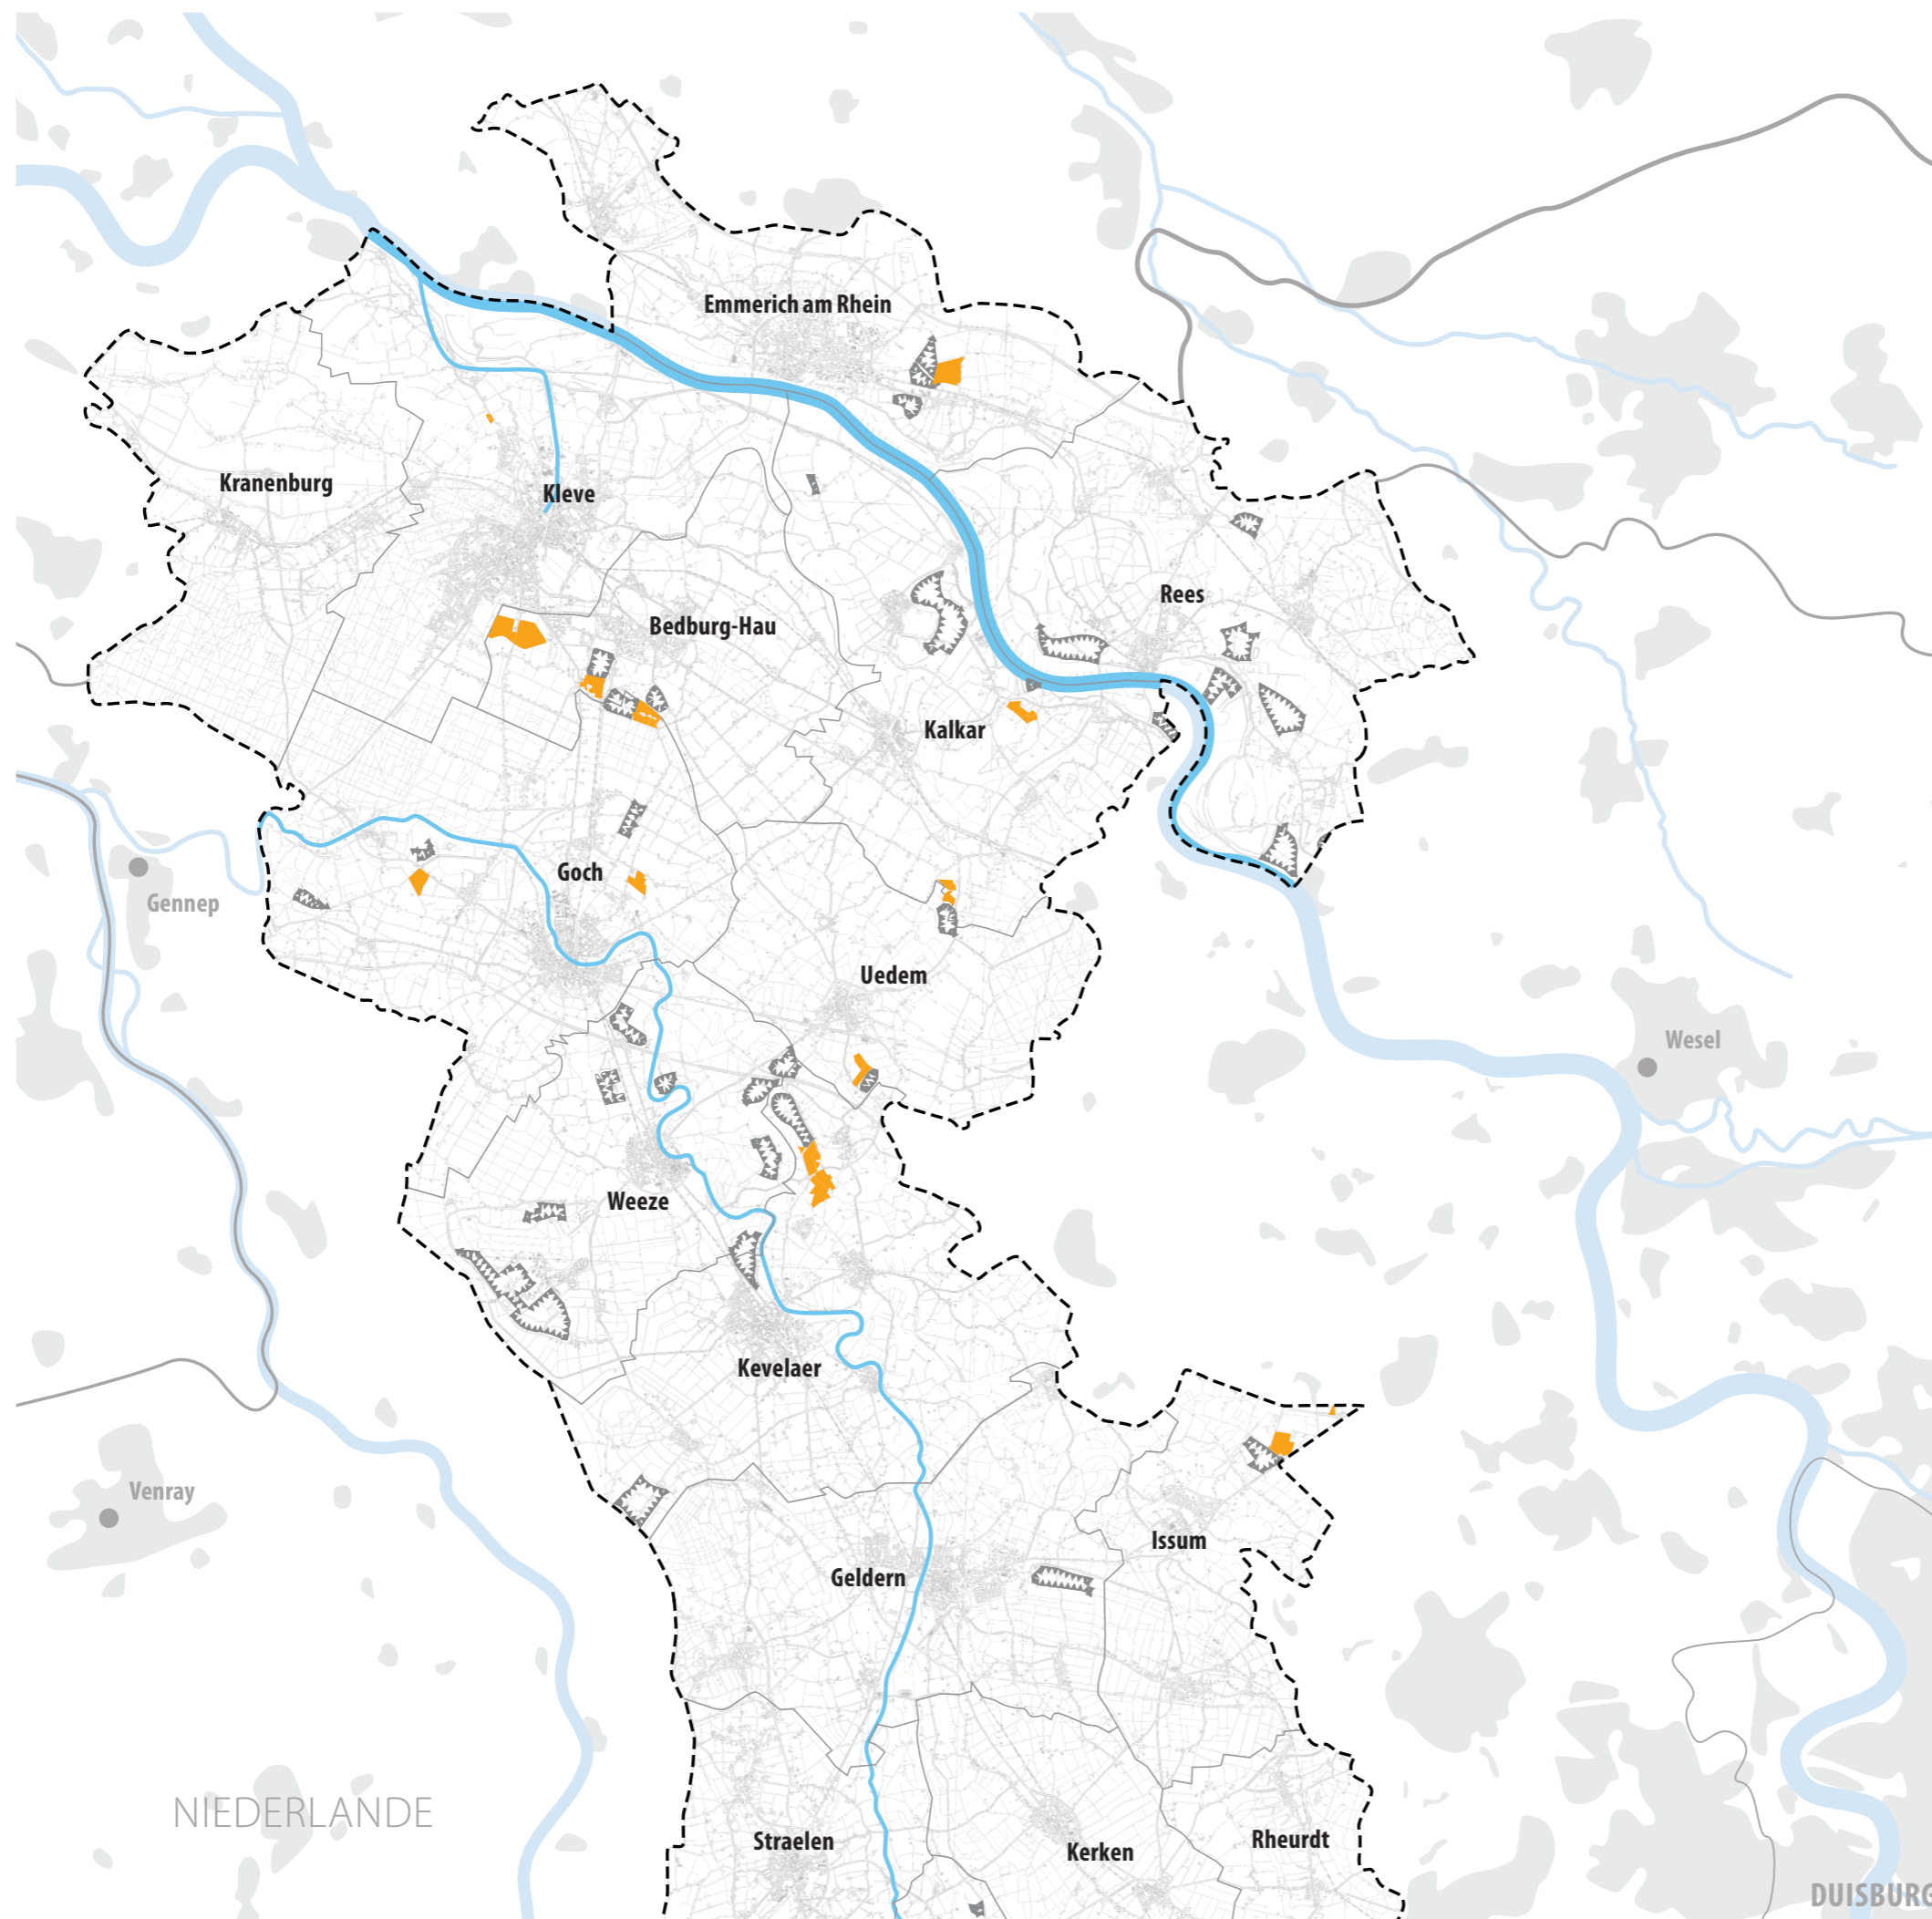 Emmerich am Rhein
Kranenburg
Kleve
Rees
Bedburg-Hau
Kalkar
Goch
Gennep
Uedem
Wesel
Weeze
Kevelaer
Venray
Issum
Geldern
NIEDERLANDE
Straelen
Kerken
Rheurdt
DUISBURG